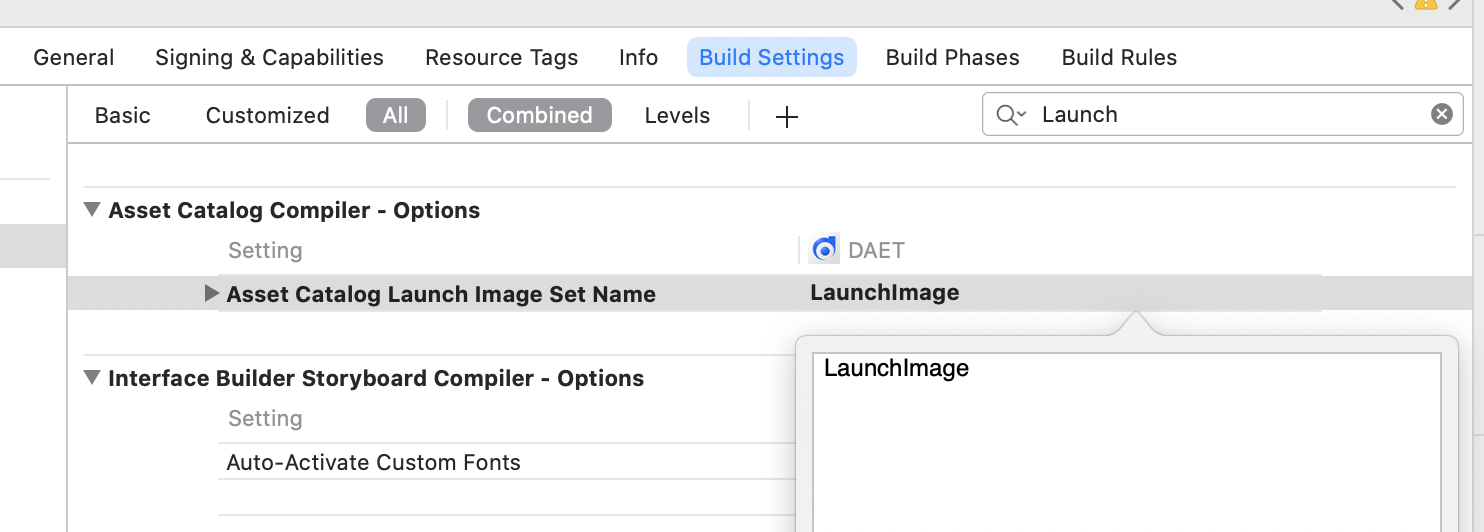 General Signing & Capabilities Resource Tags Info Build Settings Build Phases Build Rules
Basic Customized All Combined Levels + Launch
Asset Catalog Compiler - Options
Setting DAET
Asset Catalog Launch Image Set Name LaunchImage
LaunchImage
Interface Builder Storyboard Compiler - Options
Setting
Auto-Activate Custom Fonts